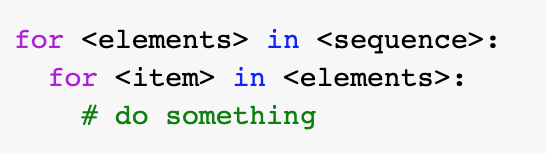 for <elements> in <sequence>:
  for <item> in <elements>:
    # do something